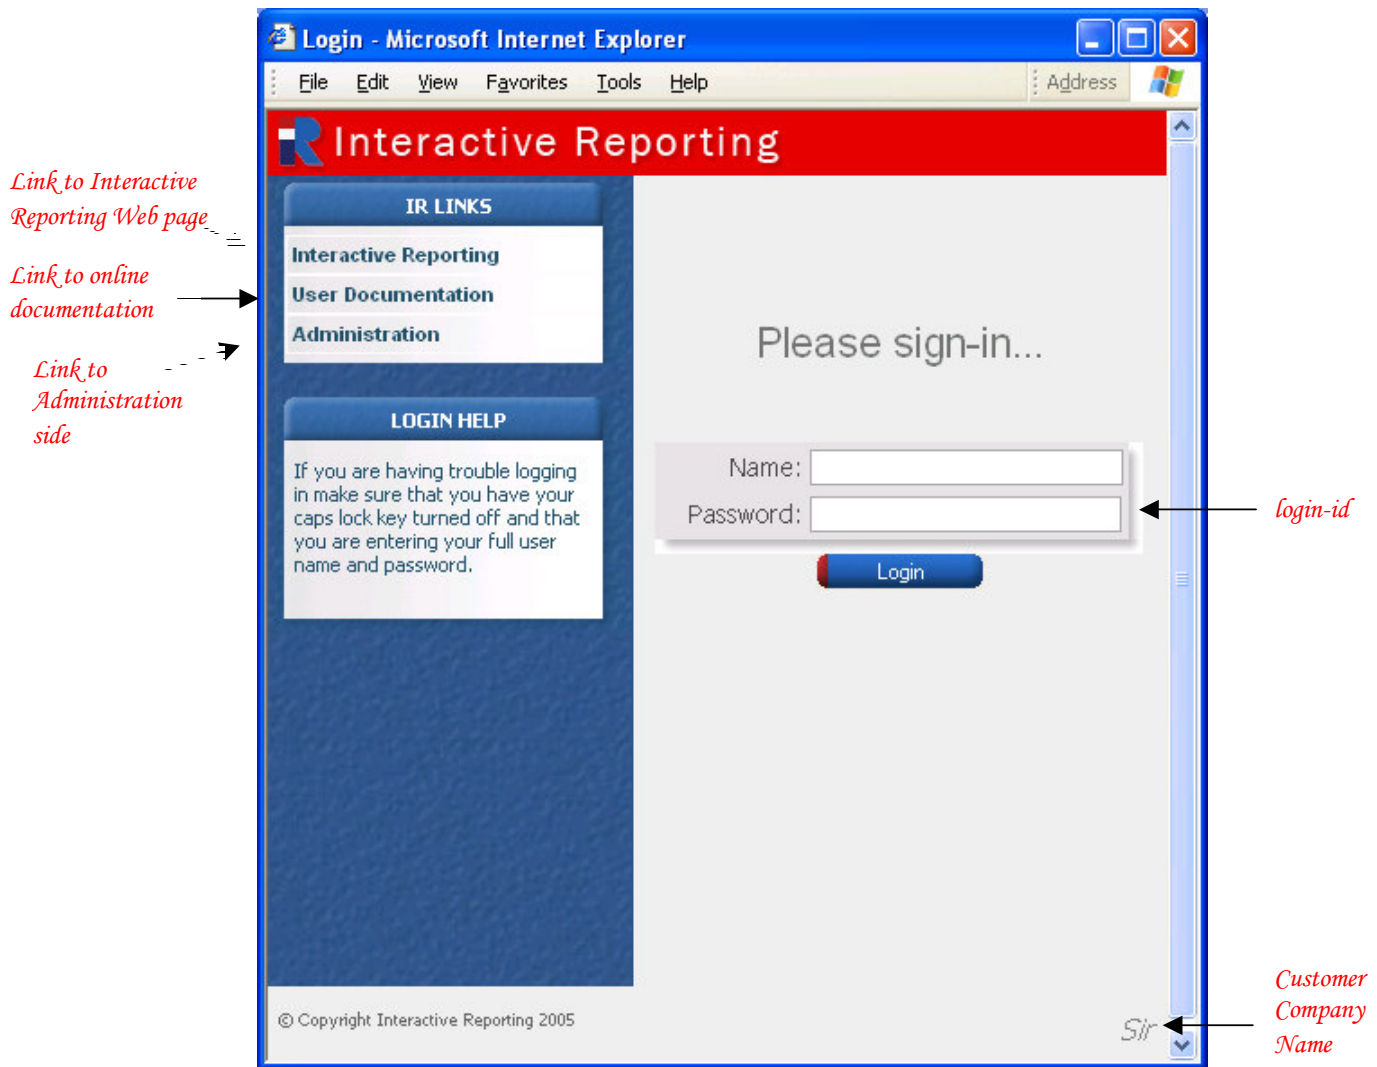 Login - Microsoft Internet Explorer
File Edit View Favorites Tools Help Address
Interactive Reporting
Link to Interactive
Reporting Web page
Link to online
documentation
Link to
Administration
side
IR LINKS
Interactive Reporting
User Documentation
Administration
LOGIN HELP
If you are having trouble logging
in make sure that you have your
caps lock key turned off and that
you are entering your full user
name and password.
Please sign-in...
Name:
Password:
Login
login-id
© Copyright Interactive Reporting 2005
Sir
Customer
Company
Name